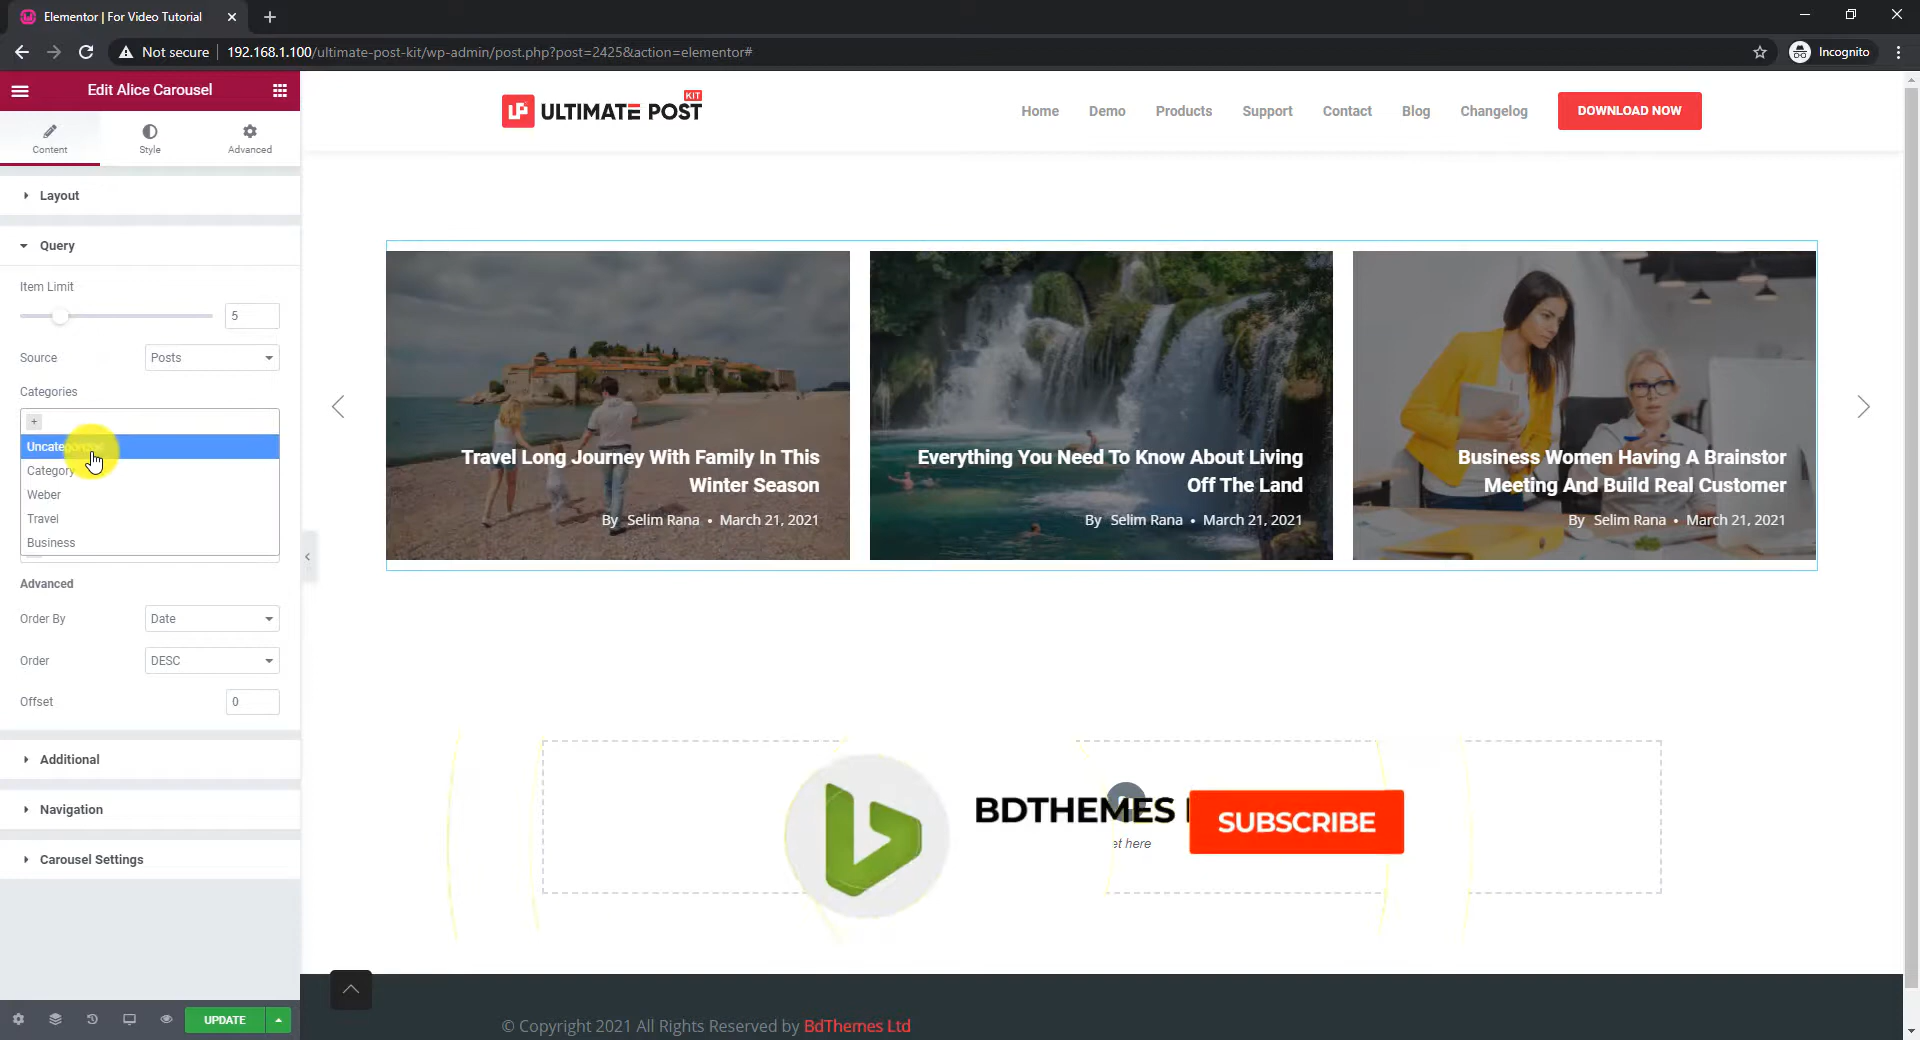 Elementor | For Video Tutorial
Not secure
192.168.1.100/ultimate-post-kit/wp-admin/post.php?post=2425&action=elementor#
Incognito
Edit Alice Carousel
Content
Style
Advanced
Layout
Query
Item Limit
5
Source
Posts
Categories
+
Category
Weber
Travel
Business
Advanced
Order By
Date
Order
DESC
Offset
0
Additional
Navigation
Carousel Settings
UPDATE
UP
ULTIMATE POST
KIT
Home
Demo
Products
Support
Contact
Blog
Changelog
DOWNLOAD NOW
Travel Long Journey With Family In This
Winter Season
By Selim Rana • March 21, 2021
Everything You Need To Know About Living
Off The Land
By Selim Rana • March 21, 2021
Business Women Having A Brainstor
Meeting And Build Real Customer
By Selim Rana • March 21, 2021
BDTHEMES
SUBSCRIBE
here
© Copyright 2021 All Rights Reserved by BdThemes Ltd